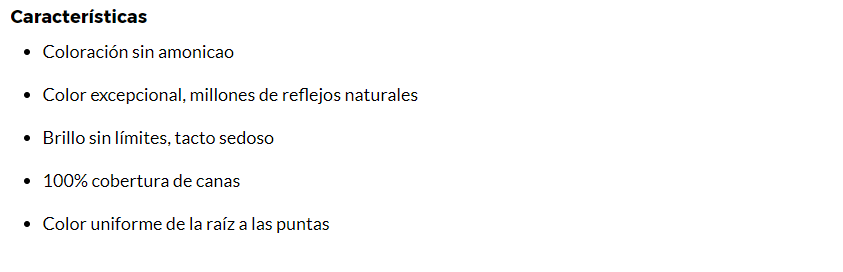 Características
• Coloración sin amonicao
• Color excepcional, millones de reflejos naturales
• Brillo sin límites, tacto sedoso
• 100% cobertura de canas
• Color uniforme de la raíz a las puntas